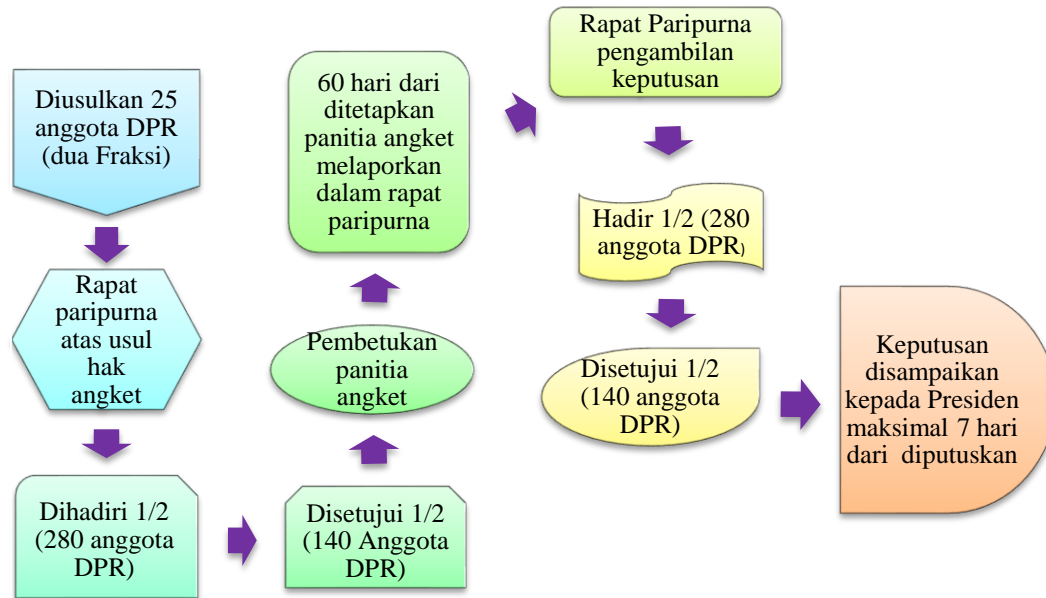 Diusulkan 25
anggota DPR
(dua Fraksi)
Rapat
paripurna
atas usul
hak
angket
Dihadiri 1/2
(280 anggota
DPR)
Disetujui 1/2
(140 Anggota
DPR)
Pembetukan
panitia
angket
60 hari dari
ditetapkan
panitia angket
melaporkan
dalam rapat
paripurna
Rapat Paripurna
pengambilan
keputusan
Hadir 1/2 (280
anggota DPR)
Disetujui 1/2
(140 anggota
DPR)
Keputusan
disampaikan
kepada Presiden
maksimal 7 hari
dari diputuskan